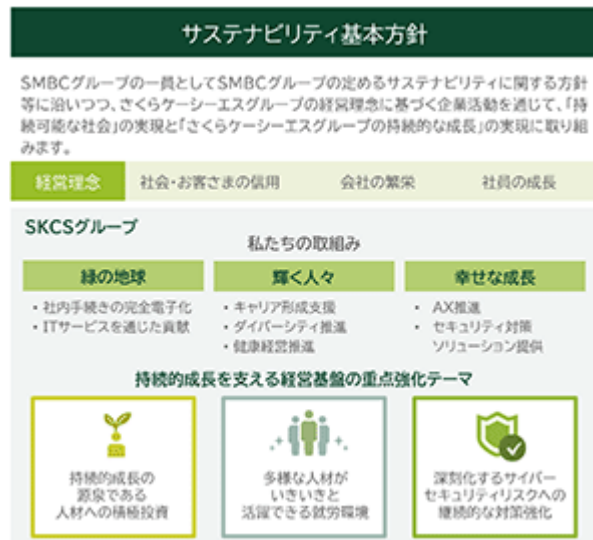 サステナビリティ基本方針
SMBCグループの一員としてSMBCグループの定めるサステナビリティに関する方針
等に沿いつつ、さくらケーシーエスグループの経営理念に基づく企業活動を通じて、「持
続可能な社会」の実現と「さくらケーシーエスグループの持続的な成長」の実現に取り組
みます。
経営理念 社会・お客さまの信用 会社の繁栄 社員の成長
SKCSグループ
私たちの取組み
緑の地球 輝く人々 幸せな成長
・社内手続きの完全電子化 ・キャリア形成支援 ・AX推進
・ITサービスを通じた貢献 ・ダイバーシティ推進 ・セキュリティ対策
・健康経営推進 ソリューション提供
持続的成長を支える経営基盤の重点強化テーマ
持続的成長の 多様な人材が 深刻化するサイバー
源泉である いきいきと セキュリティリスクへの
人材への積極投資 活躍できる就労環境 継続的な対策強化